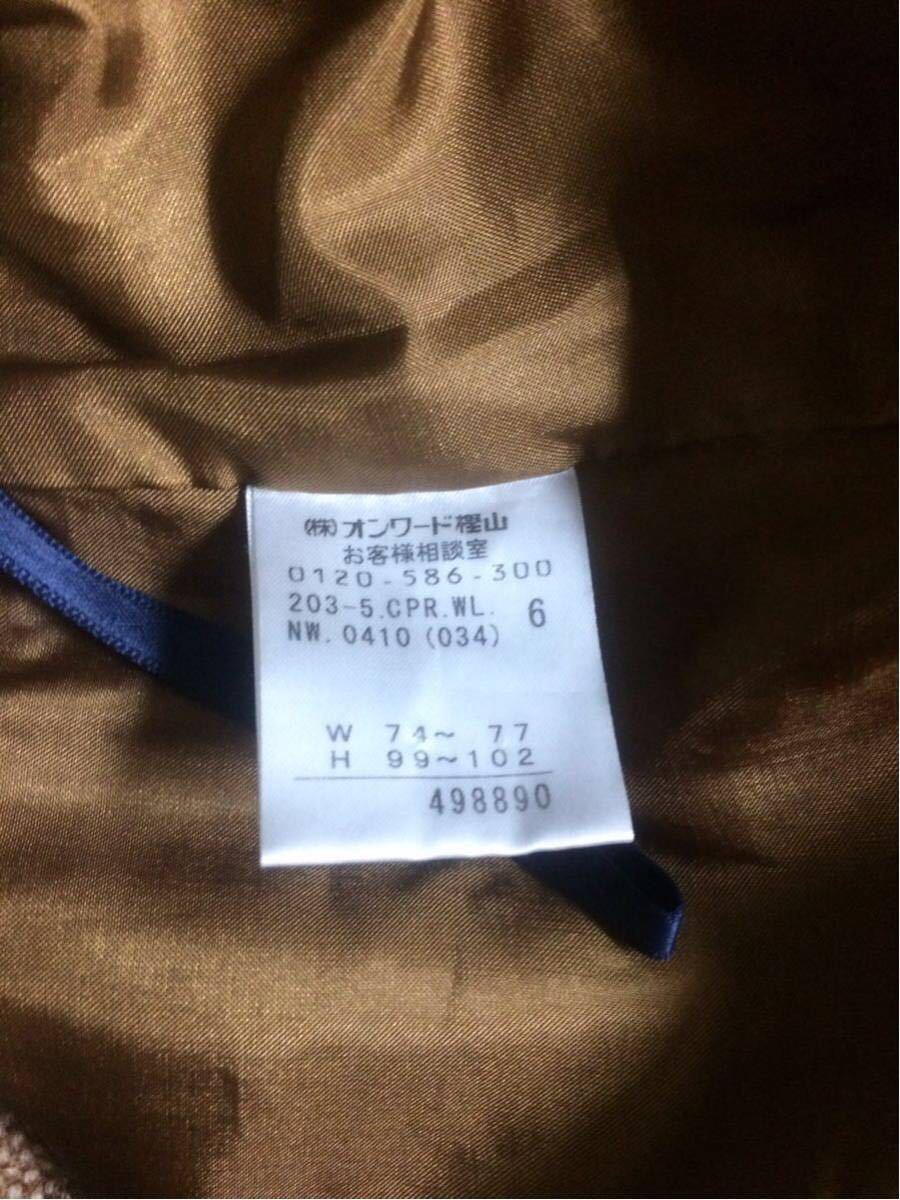 (株)オンワード樫山
お客様相談室
0120-586-300
203-5.CPR.WL. 6
NW. 0410 (034)
W 74～ 77
H 99～102
498890